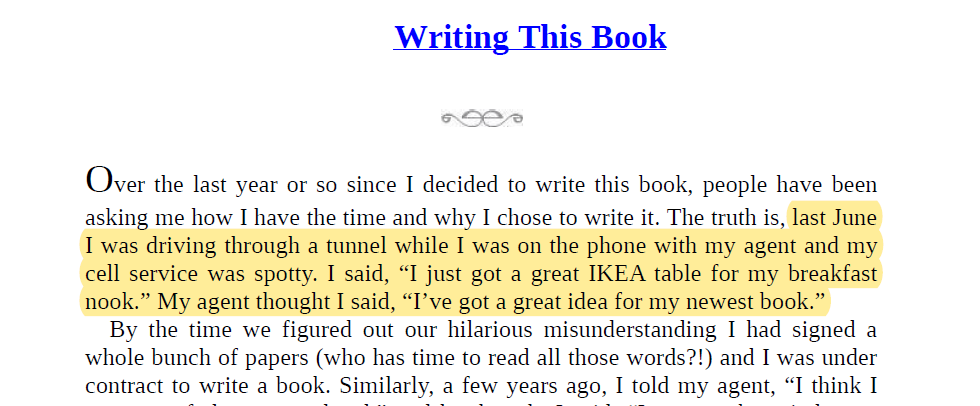 Writing This Book
Over the last year or so since I decided to write this book, people have been
asking me how I have the time and why I chose to write it. The truth is, last June
I was driving through a tunnel while I was on the phone with my agent and my
cell service was spotty. I said, “I just got a great IKEA table for my breakfast
nook.” My agent thought I said, “I’ve got a great idea for my newest book.”
By the time we figured out our hilarious misunderstanding I had signed a
whole bunch of papers (who has time to read all those words?!) and I was under
contract to write a book. Similarly, a few years ago, I told my agent, “I think I